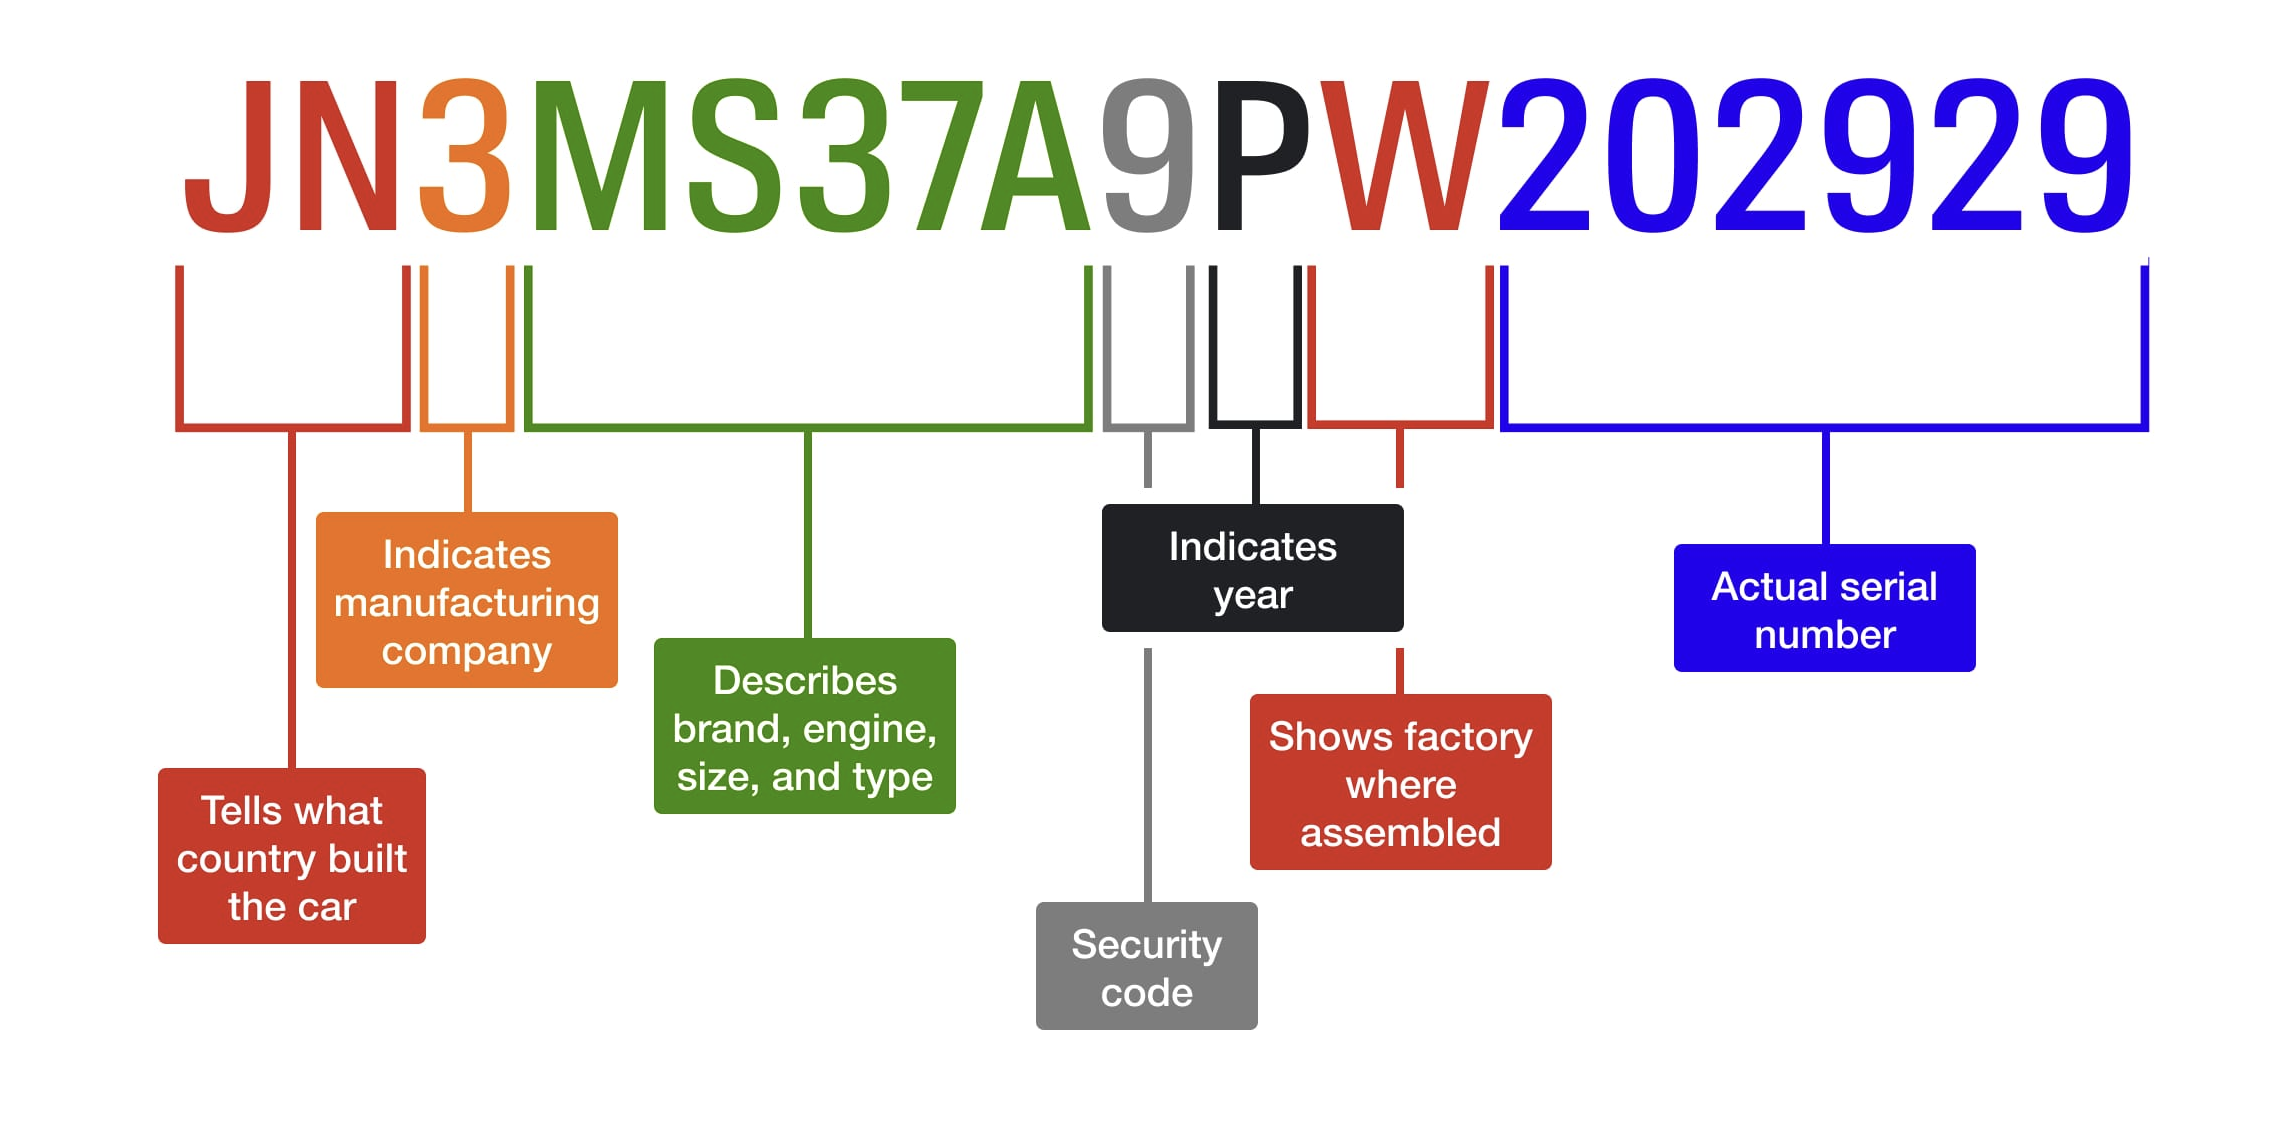 JN3MS37A9PW202929
Indicates
manufacturing
company
Indicates
year
Actual serial
number
Describes
brand, engine,
size, and type
Shows factory
where
assembled
Tells what
country built
the car
Security
code